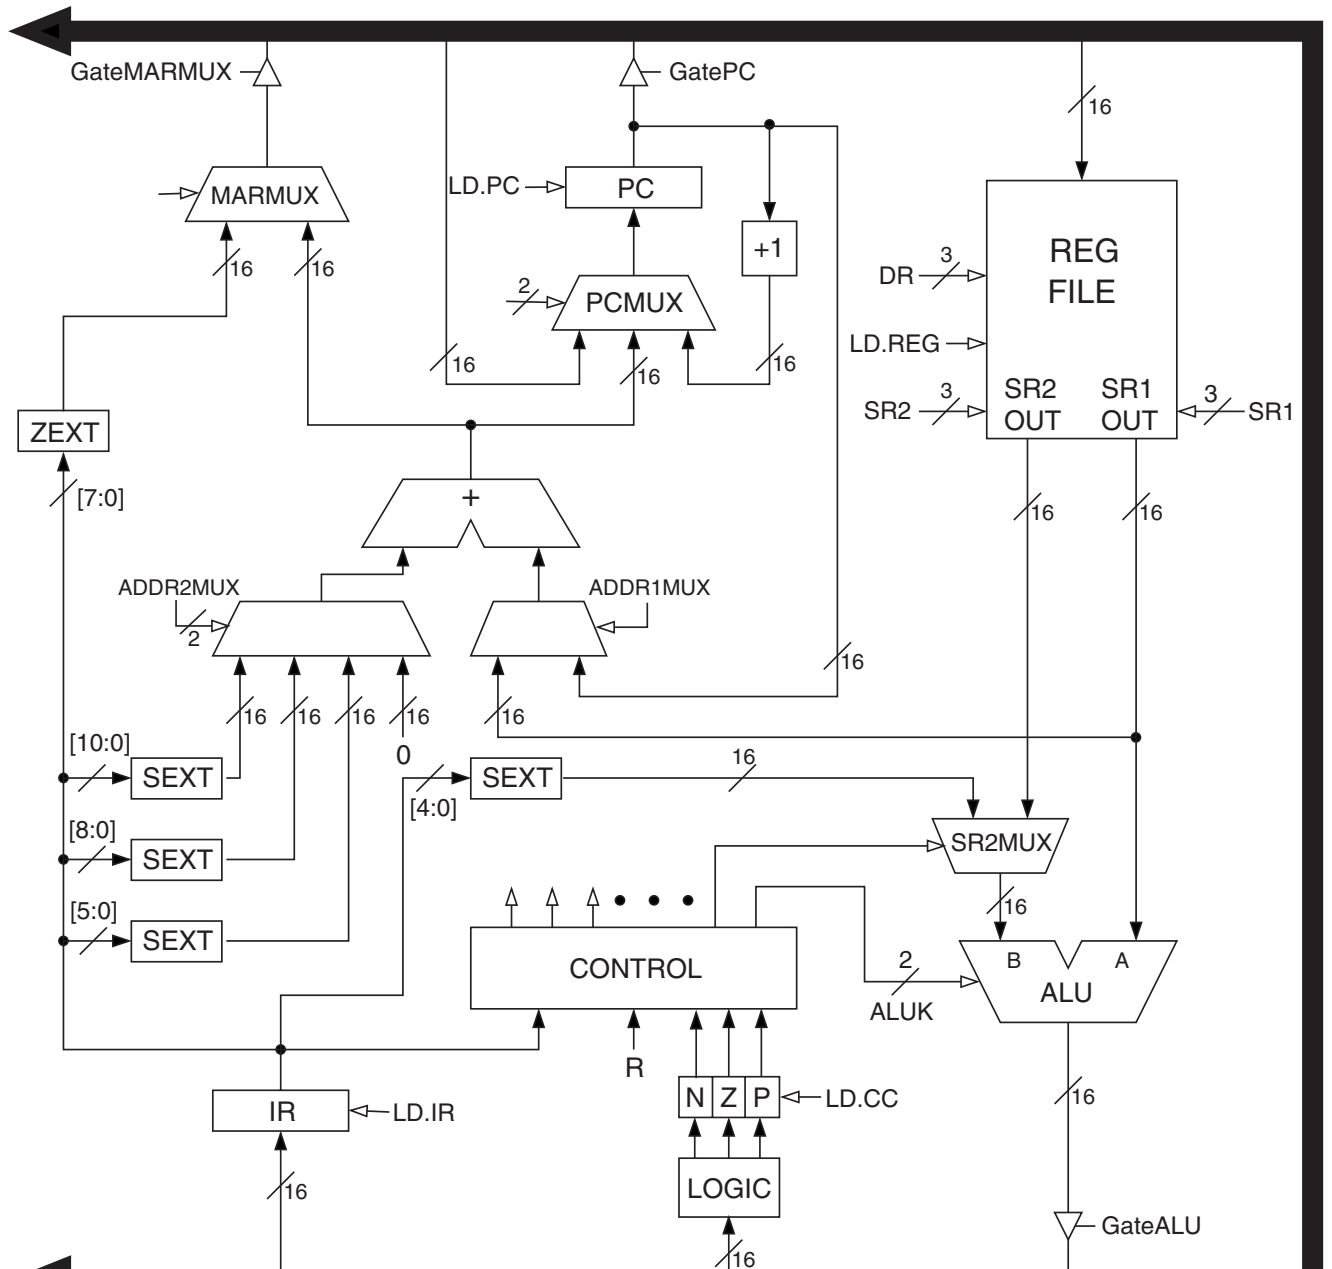 GateMARMUX
GatePC
16
MARMUX
LD.PC
PC
16
16
+1
REG
FILE
3
DR
2
PCMUX
LD.REG
16
16
16
SR2
OUT
SR1
OUT
3
SR2
3
SR1
ZEXT
[7:0]
+
16
16
ADDR2MUX
2
ADDR1MUX
16
16
16
16
16
16
0
[10:0]
SEXT
[4:0]
SEXT
16
[8:0]
SEXT
SR2MUX
16
[5:0]
SEXT
CONTROL
2
ALUK
B
A
ALU
R
IR
LD.IR
N
Z
P
LD.CC
16
16
LOGIC
GateALU
16